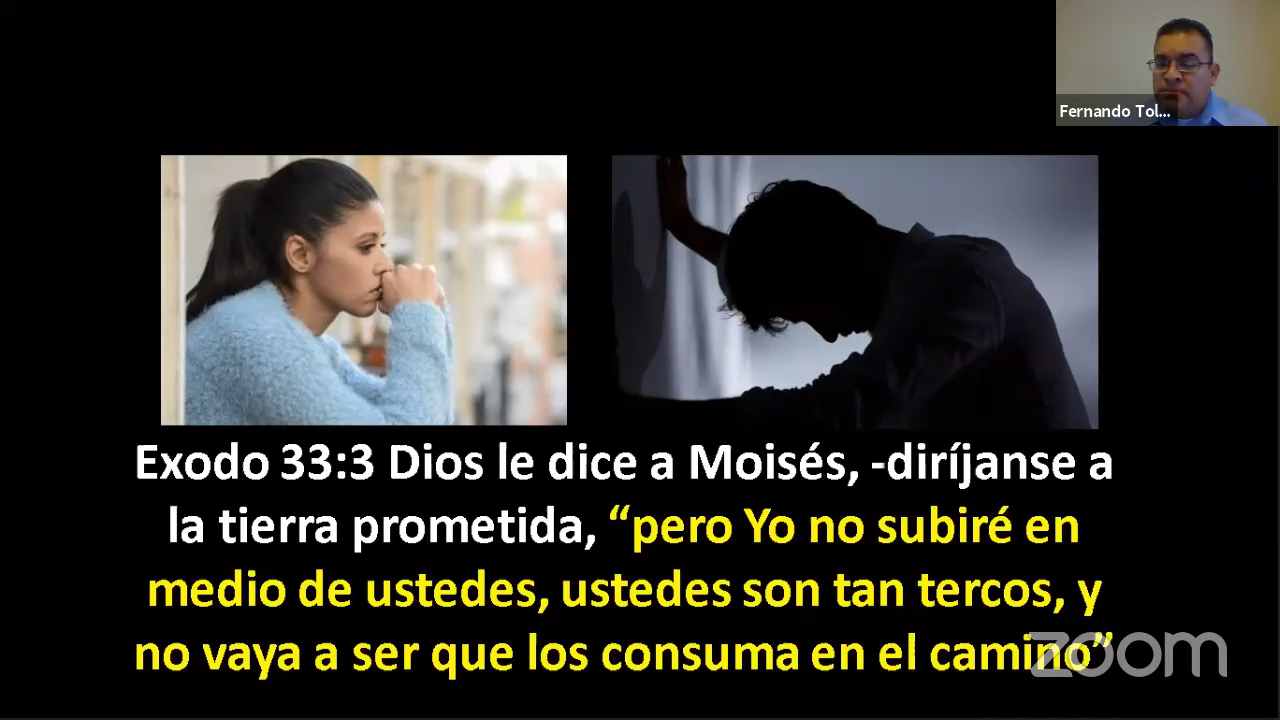 Fernando Tol...
Exodo 33:3 Dios le dice a Moisés, -diríjanse a
la tierra prometida, “pero Yo no subiré en
medio de ustedes, ustedes son tan tercos, y
no vaya a ser que los consuma en el camino”
zoom